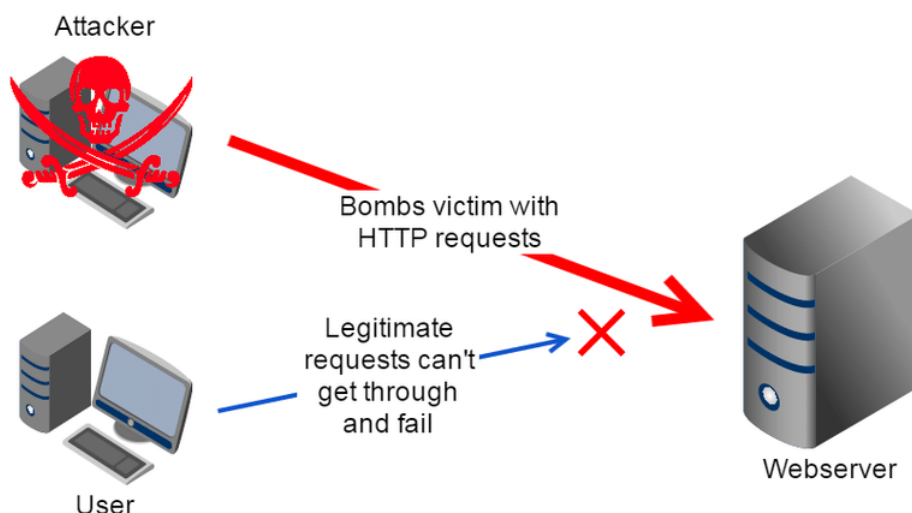 Attacker
Bombs victim with
HTTP requests
Legitimate
requests can't
get through
and fail
Webserver
User